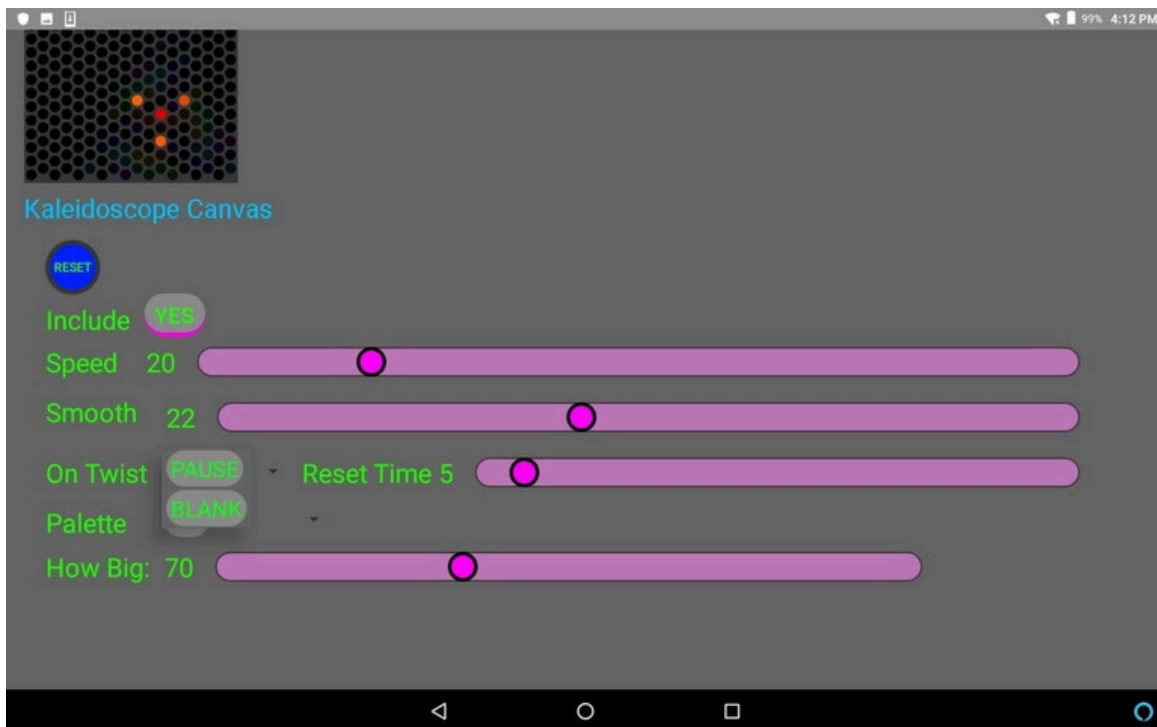 99% 4:12 PM
Kaleidoscope Canvas
RESET
Include YES
Speed 20
Smooth 22
On Twist PAUSE Reset Time 5
BLANK
Palette
How Big: 70